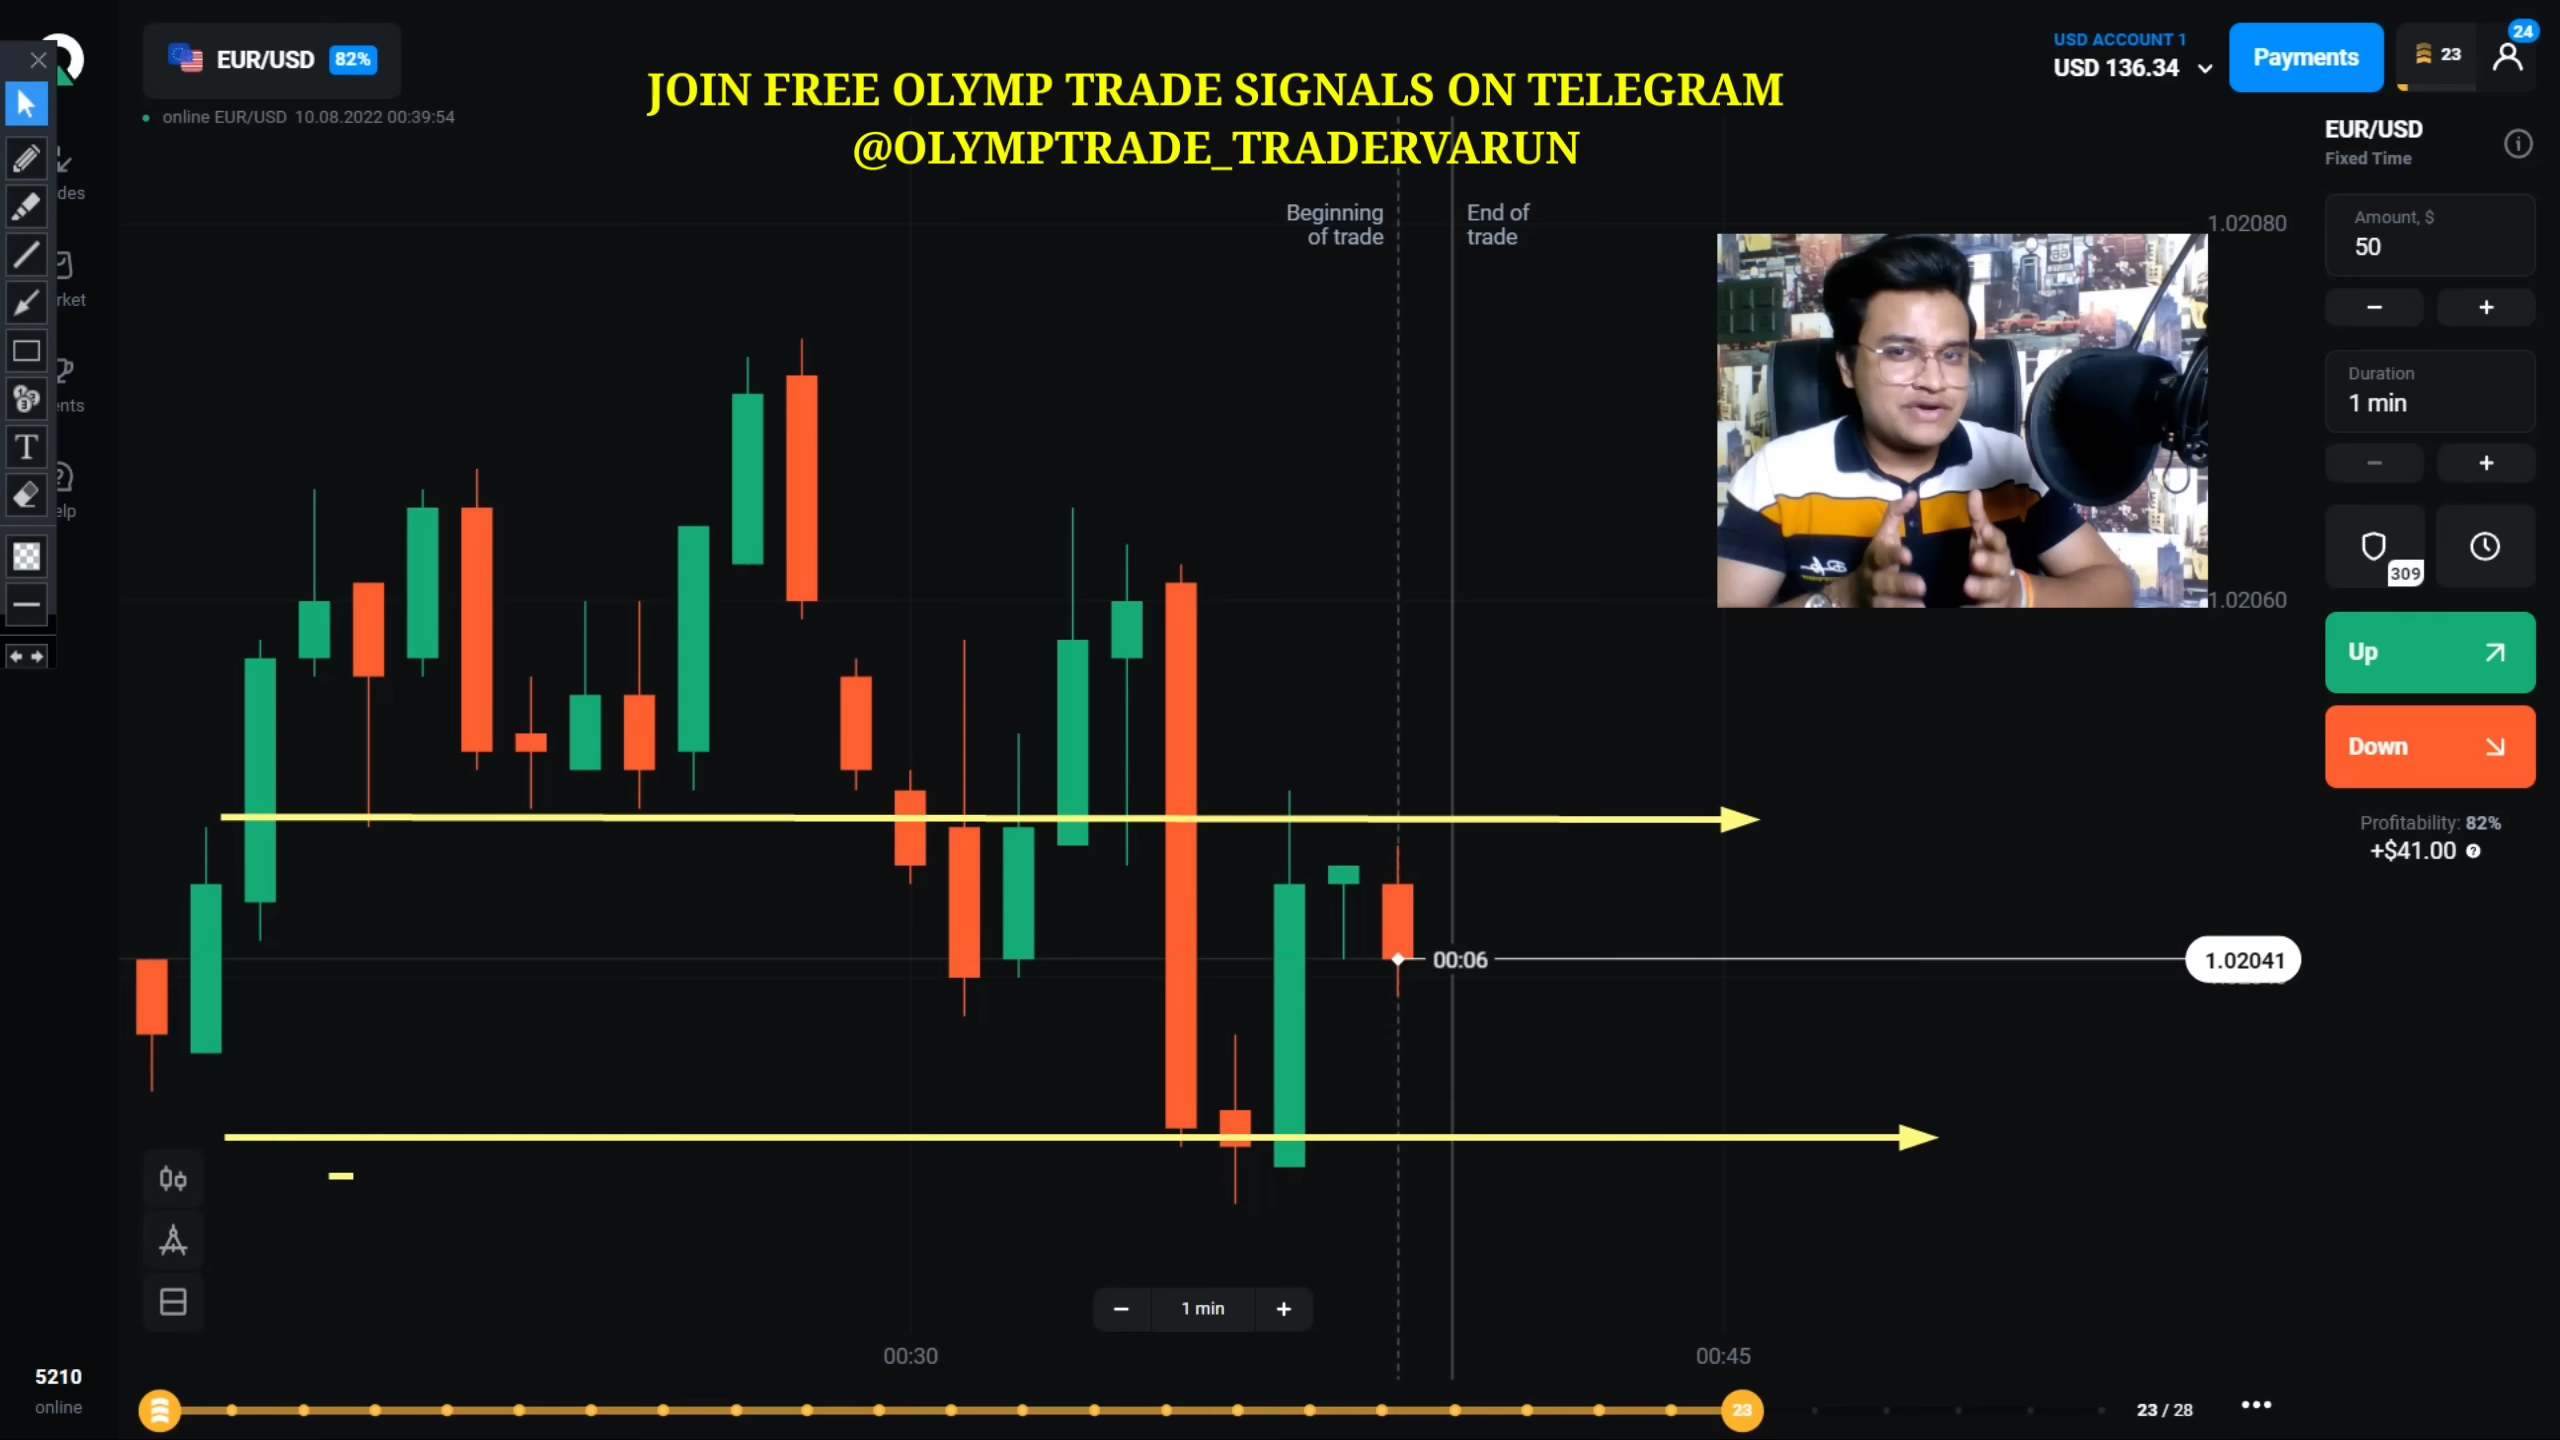 EUR/USD 82%
online EUR/USD 10.08.2022 00:39:54
JOIN FREE OLYMP TRADE SIGNALS ON TELEGRAM
@OLYMPTRADE_TRADERVARUN
USD ACCOUNT 1
USD 136.34
Payments
23
24
EUR/USD
Fixed Time
Amount, $
50
Duration
1 min
309
Up
Down
Profitability: 82%
+$41.00
des
rket
ents
elp
T
Beginning
of trade
End of
trade
1.02080
1.02060
00:06
1.02041
1 min
00:30
00:45
5210
online
23
23 / 28